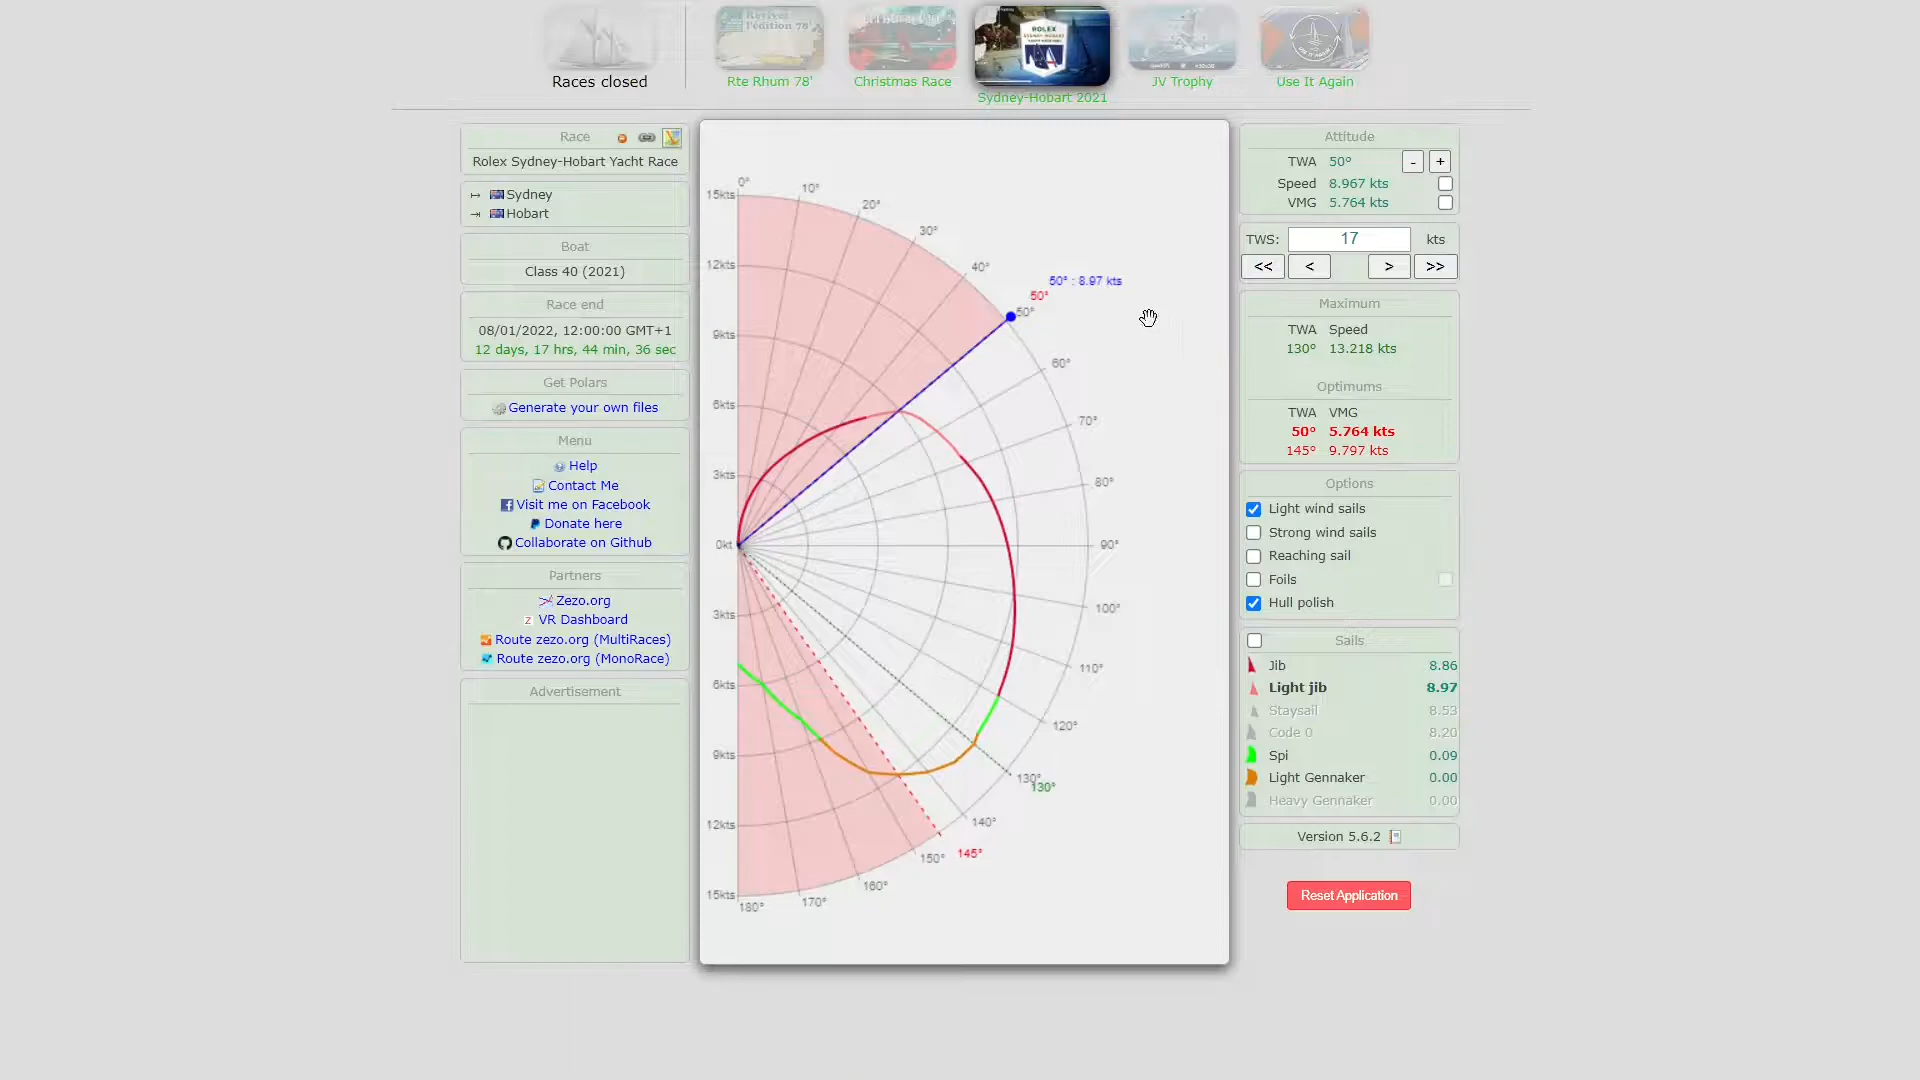 Races closed
Revivez
l'édition 78'
Rte Rhum 78'
Christmas Race
ROLEX
SYDNEY HOBART
YACHT RACE
Sydney-Hobart 2021
JV Trophy
Use It Again
Race
Rolex Sydney-Hobart Yacht Race
Sydney
Hobart
Boat
Class 40 (2021)
Race end
08/01/2022, 12:00:00 GMT+1
12 days, 17 hrs, 44 min, 36 sec
Get Polars
Generate your own files
Menu
Help
Contact Me
Visit me on Facebook
Donate here
Collaborate on Github
Partners
Zezo.org
VR Dashboard
Route zezo.org (MultiRaces)
Route zezo.org (MonoRace)
Advertisement
0°
15kts
10°
20°
30°
12kts
40°
50° : 8.97 kts
50°
50°
9kts
60°
6kts
70°
3kts
80°
0kt
90°
3kts
100°
110°
6kts
120°
9kts
130°
130°
12kts
140°
145°
150°
160°
15kts
170°
180°
Attitude
TWA 50° - +
Speed 8.967 kts
VMG 5.764 kts
TWS: 17 kts
<< < > >>
Maximum
TWA Speed
130° 13.218 kts
Optimums
TWA VMG
50° 5.764 kts
145° 9.797 kts
Options
Light wind sails
Strong wind sails
Reaching sail
Foils
Hull polish
Sails
Jib 8.86
Light jib 8.97
Staysail 8.53
Code 0 8.20
Spi 0.09
Light Gennaker 0.00
Heavy Gennaker 0.00
Version 5.6.2
Reset Application